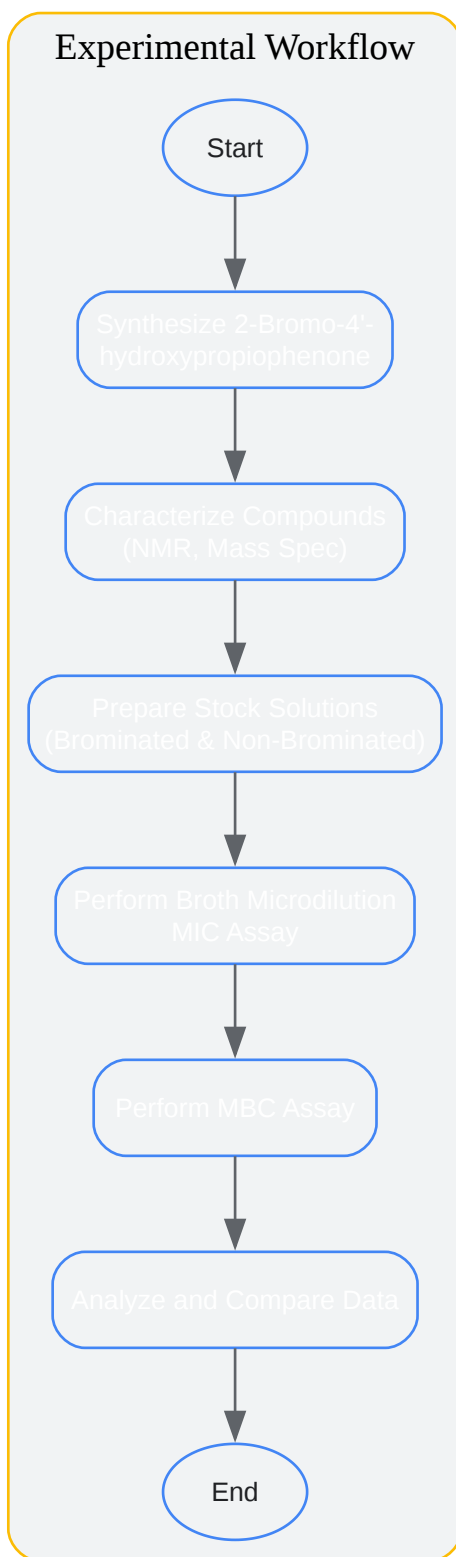 Experimental Workflow
Start
Synthesize 2-Bromo-4'-
hydroxypropiophenone
Characterize Compounds
(NMR, Mass Spec)
Prepare Stock Solutions
(Brominated & Non-Brominated)
Perform Broth Microdilution
MIC Assay
Perform MBC Assay
Analyze and Compare Data
End